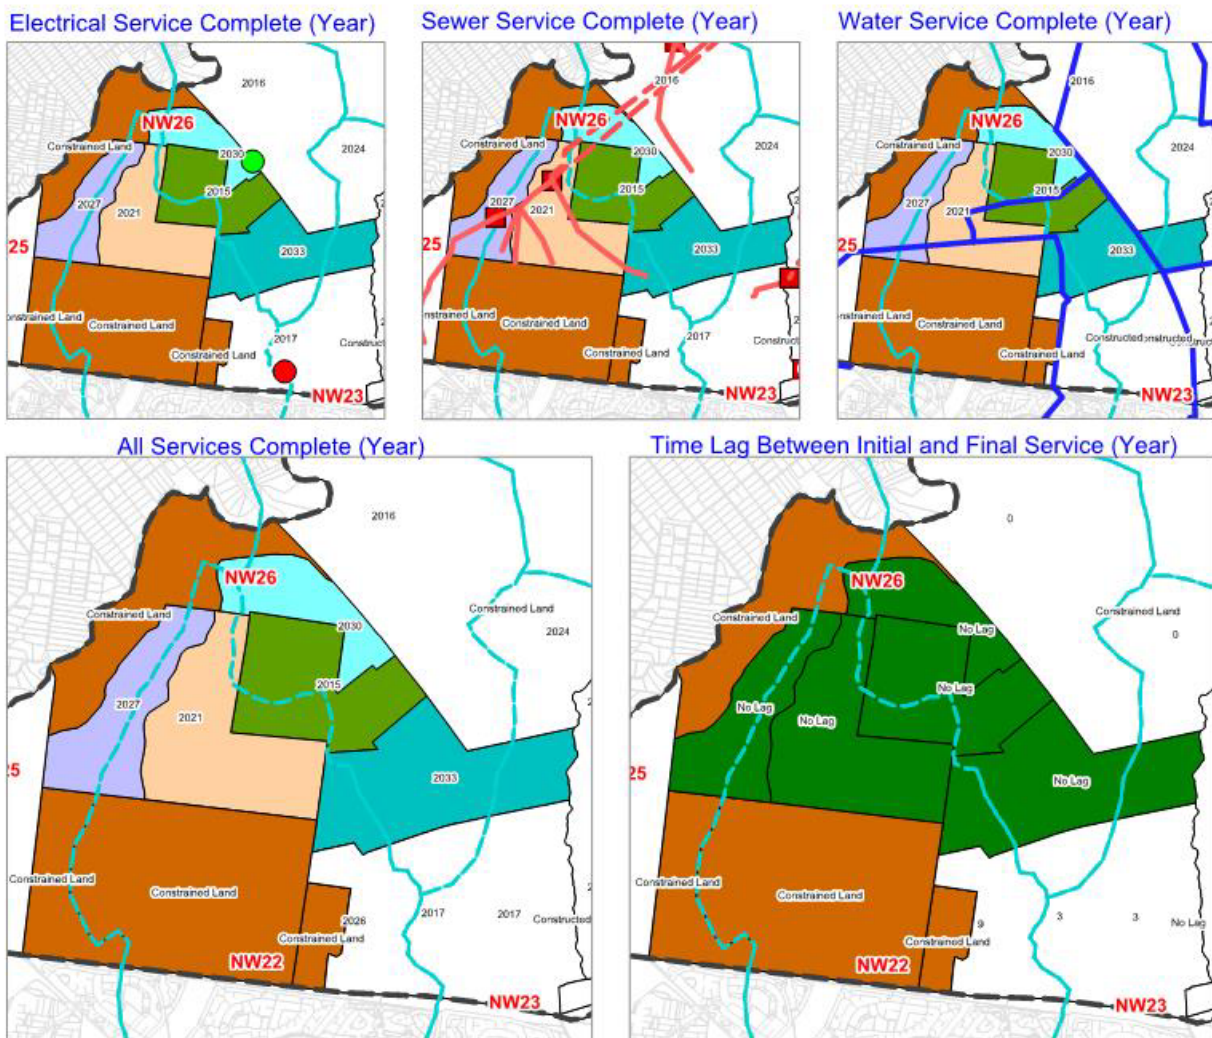 Electrical Service Complete (Year)
Sewer Service Complete (Year)
Water Service Complete (Year)
2016
NW26
Constrained Land
2030
2024
2015
2027
2021
25
2033
Constrained Land
Constrained Land
2017
Constrained Land
NW23
2016
NW26
Constrained Land
2030
2024
2015
2027
2021
25
2033
Constrained Land
2017
Constrained Land
NW23
2016
NW26
Constrained Land
2030
2024
2015
2027
2021
25
2033
Constrained Land
Constructed
Constrained Land
NW23
All Services Complete (Year)
Time Lag Between Initial and Final Service (Year)
2016
NW26
Constrained Land
2030
2024
2015
2027
2021
25
2033
Constrained Land
Constrained Land
2026
2017
2017
Constructed
Constrained Land
NW22
NW23
0
NW26
Constrained Land
Constrained Land
No Lag
0
No Lag
No Lag
No Lag
25
No Lag
Constrained Land
Constrained Land
9
3
3
No Lag
Constrained Land
NW22
NW23